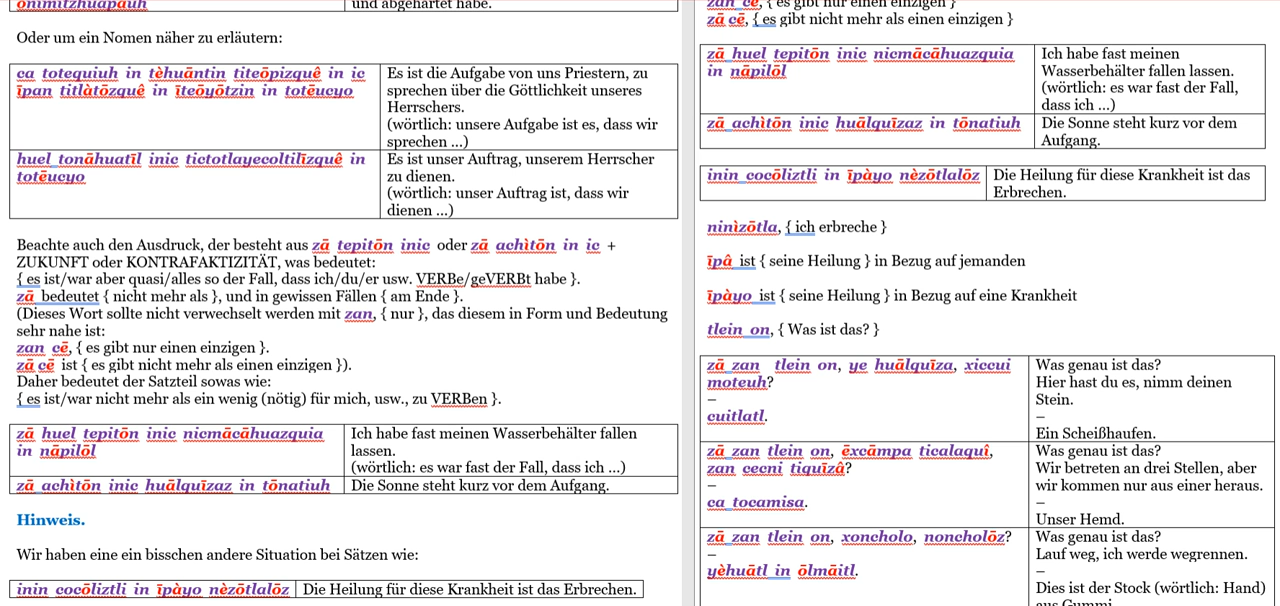 ōnimitzhuapauh
und abgehärtet habe.
Oder um ein Nomen näher zu erläutern:
ca totequiuh in tèhuāntin titeōpizquê in ic
īpan titlàtōzquê in īteōyōtzin in totēucyo
Es ist die Aufgabe von uns Priestern, zu
sprechen über die Göttlichkeit unseres
Herrschers.
(wörtlich: unsere Aufgabe ist es, dass wir
sprechen ...)
huel tonāhuatīl inic tictotlayecoltilīzquê in
totēucyo
Es ist unser Auftrag, unserem Herrscher
zu dienen.
(wörtlich: unser Auftrag ist, dass wir
dienen ...)
Beachte auch den Ausdruck, der besteht aus zā tepitōn inic oder zā achìtōn in ic +
ZUKUNFT oder KONTRAFAKTIZITÄT, was bedeutet:
{ es ist/war aber quasi/alles so der Fall, dass ich/du/er usw. VERBe/geVERBt habe }.
zā bedeutet { nicht mehr als }, und in gewissen Fällen { am Ende }.
(Dieses Wort sollte nicht verwechselt werden mit zan, { nur }, das diesem in Form und Bedeutung
sehr nahe ist:
zan cē, { es gibt nur einen einzigen }.
zā cē ist { es gibt nicht mehr als einen einzigen }).
Daher bedeutet der Satzteil sowas wie:
{ es ist/war nicht mehr als ein wenig (nötig) für mich, usw., zu VERBen }.
zā huel tepitōn inic nicmācāhuazquia
in nāpilōl
Ich habe fast meinen Wasserbehälter fallen
lassen.
(wörtlich: es war fast der Fall, dass ich ...)
zā achìtōn inic huālquīzaz in tōnatiuh
Die Sonne steht kurz vor dem Aufgang.
Hinweis.
Wir haben eine ein bisschen andere Situation bei Sätzen wie:
inin cocōliztli in īpàyo nèzōtlalōz
Die Heilung für diese Krankheit ist das Erbrechen.
zan cē, { es gibt nur einen einzigen }
zā cē, { es gibt nicht mehr als einen einzigen }
zā huel tepitōn inic nicmācāhuazquia
in nāpilōl
Ich habe fast meinen
Wasserbehälter fallen lassen.
(wörtlich: es war fast der Fall,
dass ich ...)
zā achìtōn inic huālquīzaz in tōnatiuh
Die Sonne steht kurz vor dem
Aufgang.
inin cocōliztli in īpàyo nèzōtlalōz
Die Heilung für diese Krankheit ist das
Erbrechen.
ninìzōtla, { ich erbreche }
īpâ ist { seine Heilung } in Bezug auf jemanden
īpàyo ist { seine Heilung } in Bezug auf eine Krankheit
tlein on, { Was ist das? }
zā zan tlein on, ye huālquīza, xiccui
moteuh?
–
cuitlatl.
Was genau ist das?
Hier hast du es, nimm deinen
Stein.
–
Ein Scheißhaufen.
zā zan tlein on, ēxcāmpa ticalaquî,
zan cecni tiquīzâ?
–
ca tocamisa.
Was genau ist das?
Wir betreten an drei Stellen, aber
wir kommen nur aus einer heraus.
–
Unser Hemd.
zā zan tlein on, xoncholo, noncholōz?
–
yèhuātl in ōlmāitl.
Was genau ist das?
Lauf weg, ich werde wegrennen.
–
Dies ist der Stock (wörtlich: Hand)
aus Gummi